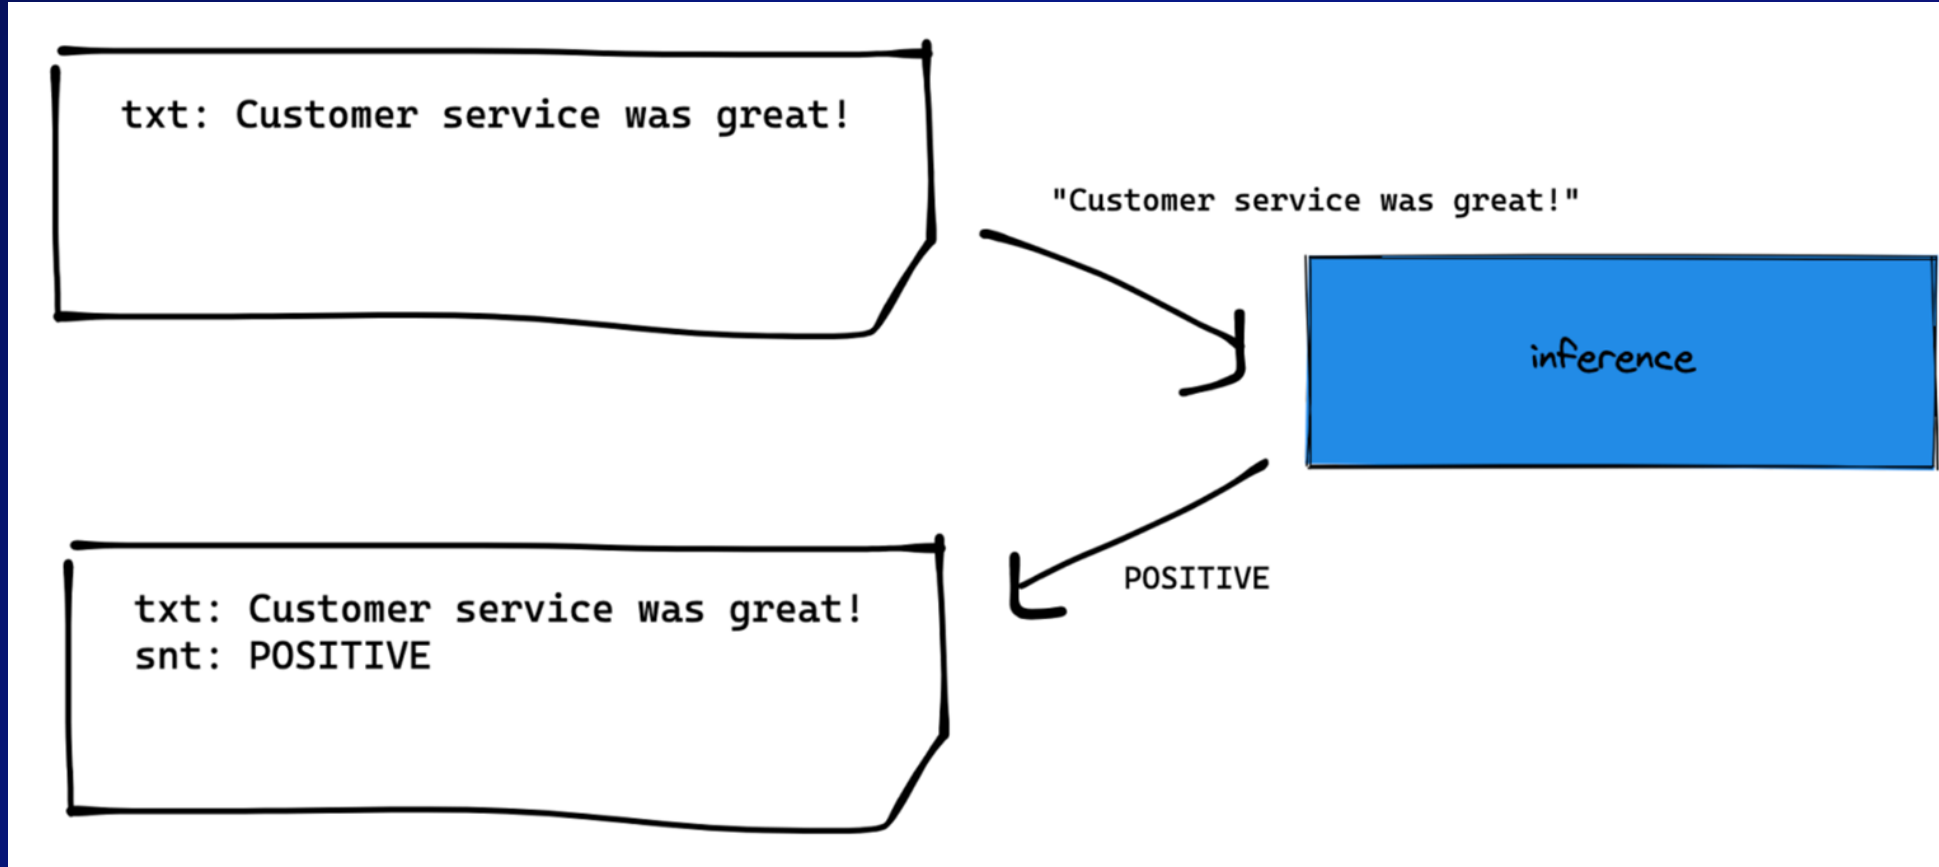 txt: Customer service was great!
"Customer service was great!"
inference
POSITIVE
txt: Customer service was great!
snt: POSITIVE